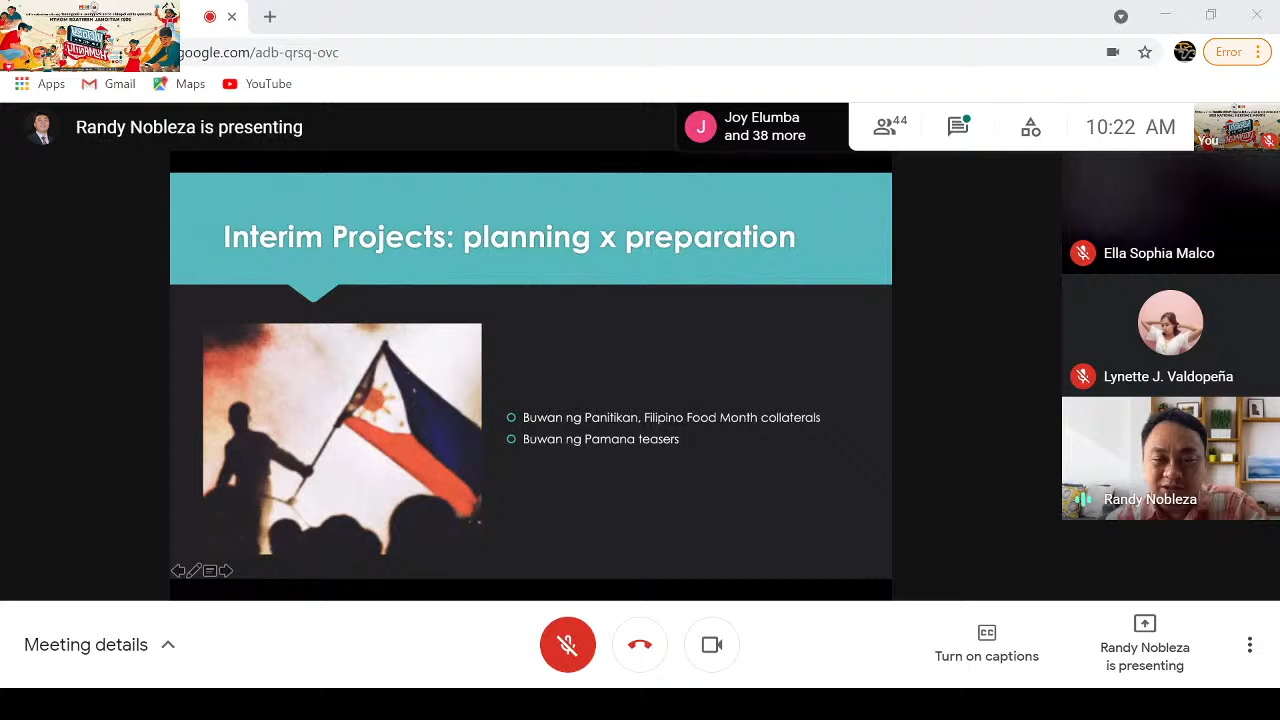 google.com/adb-qrsq-ovc
Error
Apps
Gmail
Maps
YouTube
Randy Nobleza is presenting
J
Joy Elumba
and 38 more
44
10:22 AM
You
Interim Projects: planning x preparation
Buwan ng Panitikan, Filipino Food Month collaterals
Buwan ng Pamana teasers
Ella Sophia Malco
Lynette J. Valdopeña
Randy Nobleza
Meeting details
CC
Turn on captions
Randy Nobleza
is presenting